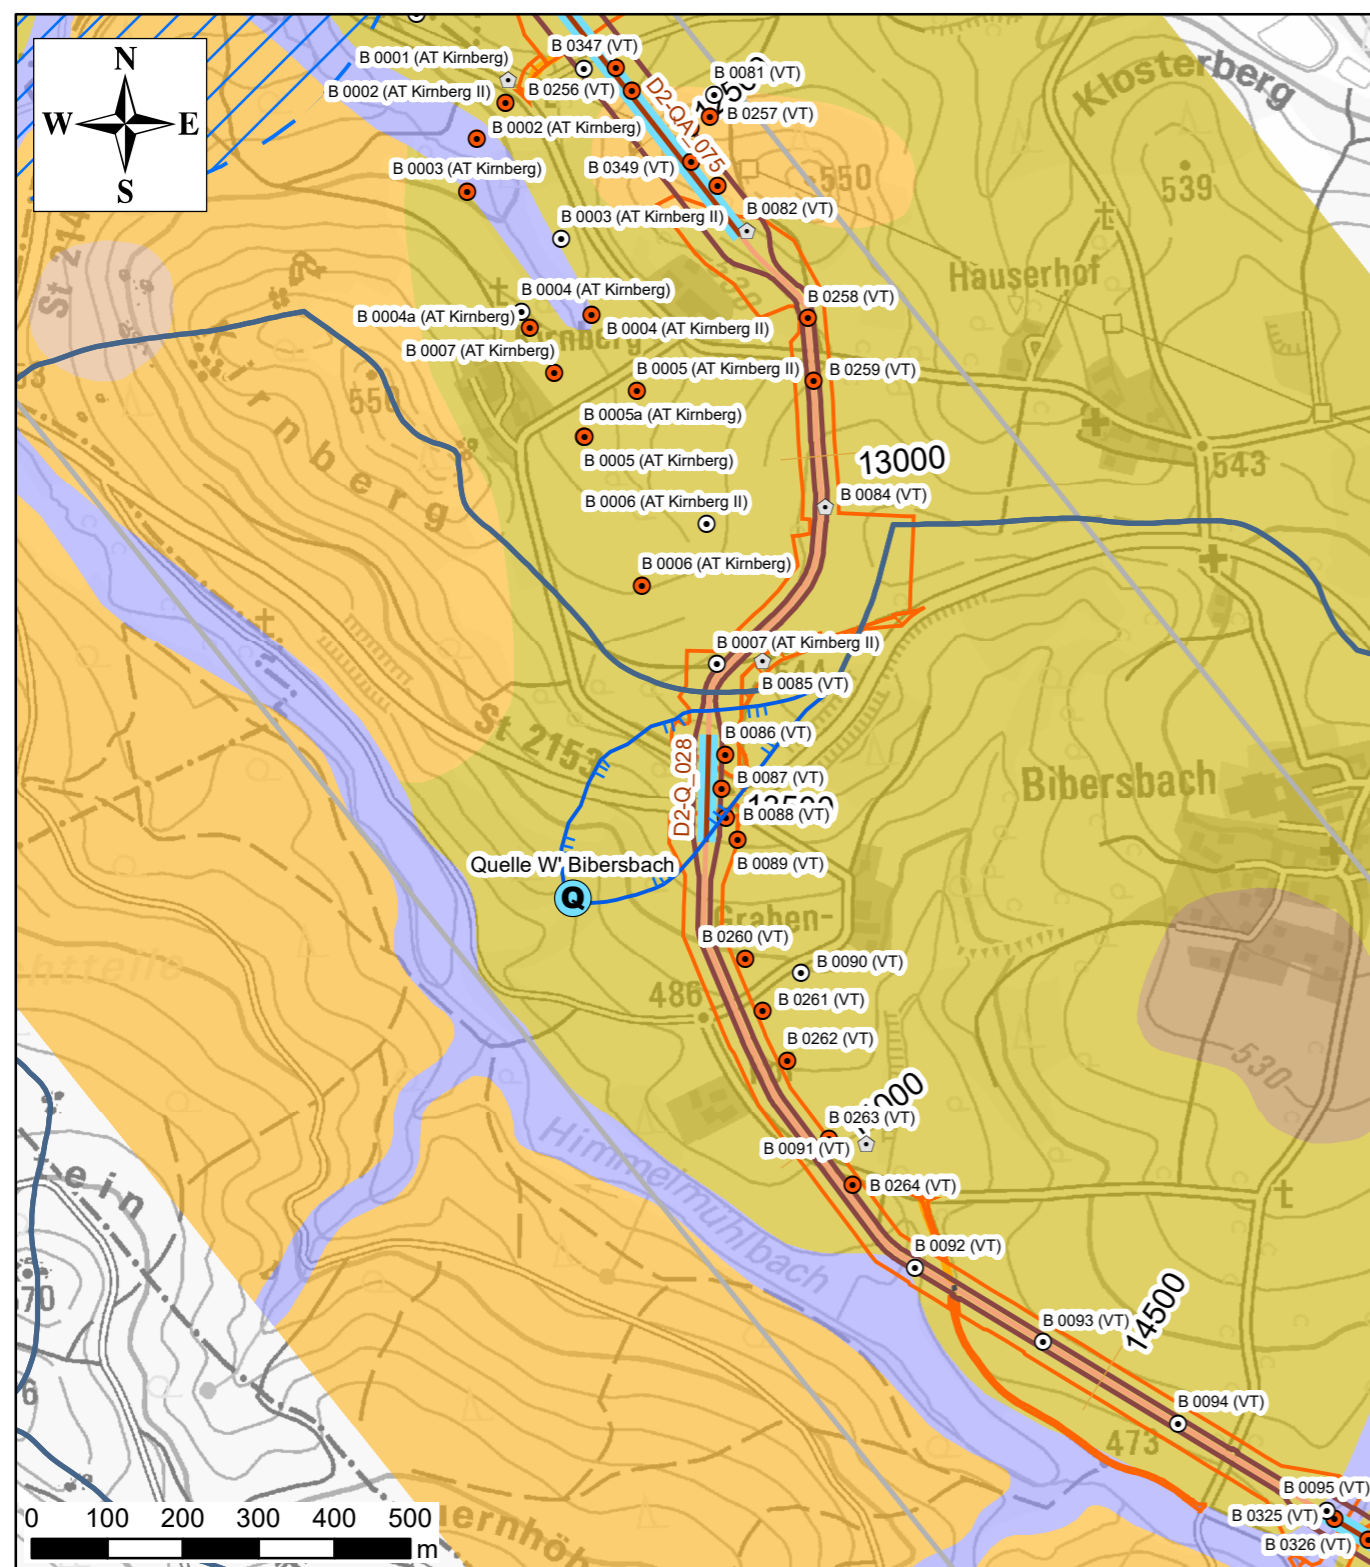 N
W
E
S
B 0001 (AT Kirnberg)
B 0347 (VT)
B 0081 (VT)
B 0002 (AT Kirnberg II)
B 0256 (VT)
B 0257 (VT)
B 0002 (AT Kirnberg)
D2-QA_075
Klosterberg
B 0003 (AT Kirnberg)
B 0349 (VT)
550
539
B 0003 (AT Kirnberg II)
B 0082 (VT)
Hauserhof
B 0004 (AT Kirnberg)
B 0258 (VT)
B 0004a (AT Kirnberg)
B 0004 (AT Kirnberg II)
B 0007 (AT Kirnberg)
B 0005 (AT Kirnberg II)
B 0259 (VT)
Kirnberg
B 0005a (AT Kirnberg)
B 0005 (AT Kirnberg)
13000
543
B 0006 (AT Kirnberg II)
B 0084 (VT)
B 0006 (AT Kirnberg)
B 0007 (AT Kirnberg II)
B 0085 (VT)
St 2153
D2-Q_028
B 0086 (VT)
B 0087 (VT)
13500
B 0088 (VT)
B 0089 (VT)
Bibersbach
Quelle W' Bibersbach
Q
Graben-
B 0260 (VT)
B 0090 (VT)
486
B 0261 (VT)
B 0262 (VT)
530
B 0263 (VT)
B 0091 (VT)
B 0264 (VT)
Himmelmühlbach
B 0092 (VT)
B 0093 (VT)
14500
B 0094 (VT)
473
B 0095 (VT)
B 0325 (VT)
B 0326 (VT)
0 100 200 300 400 500
m